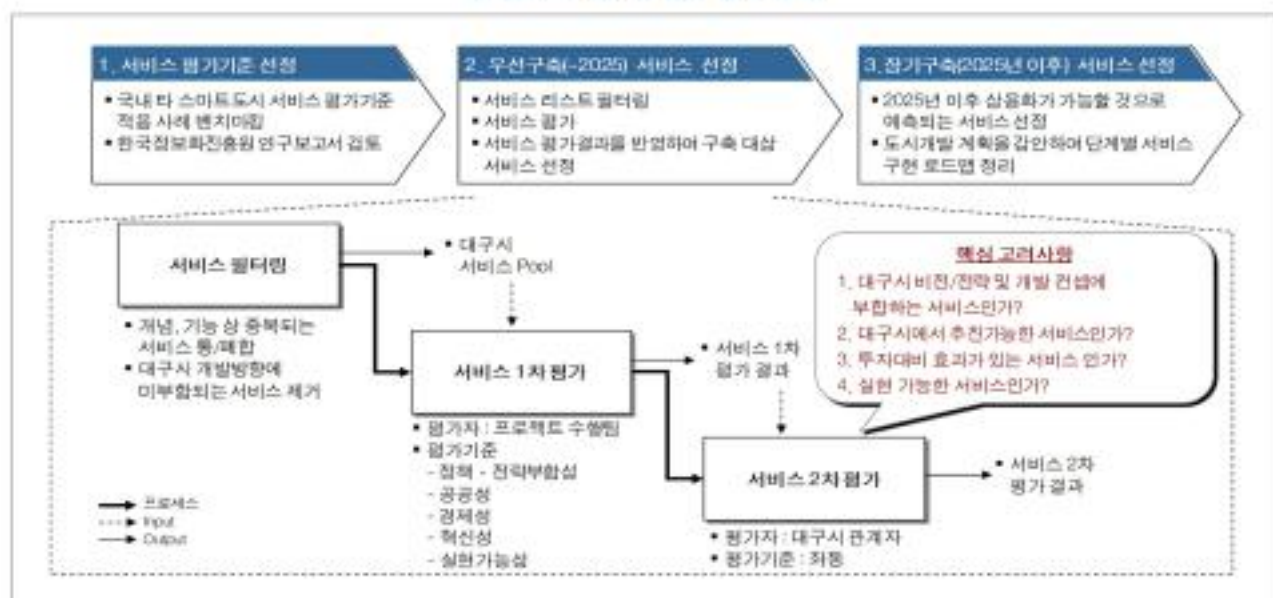 1. 서비스 평가기준 선정
▪ 국내 타 스마트도시 서비스 평가기준
적용 사례 벤치마킹
▪ 한국정보화진흥원 연구보고서 검토
2. 우선구축(~2025) 서비스 선정
▪ 서비스 리스트 필터링
▪ 서비스 평가
▪ 서비스 평가결과를 반영하여 구축 대상
서비스 선정
3. 장기구축(2025년 이후) 서비스 선정
▪ 2025년 이후 상용화가 가능할 것으로
예측되는 서비스 선정
▪ 도시개발 계획을 감안하여 단계별 서비스
구현 로드맵 정리
서비스 필터링
▪ 개념, 기능 상 중복되는
서비스 통/폐합
▪ 대구시 개발방향에
미부합되는 서비스 제거
▪ 대구시
서비스 Pool
서비스 1차 평가
▪ 평가자 : 프로젝트 수행팀
▪ 평가기준
- 정책 - 전략부합성
- 공공성
- 경제성
- 혁신성
- 실현가능성
▪ 서비스 1차
평가 결과
핵심 고려사항
1. 대구시 비전/전략 및 개발 컨셉에
부합하는 서비스인가?
2. 대구시에서 추진가능한 서비스인가?
3. 투자대비 효과가 있는 서비스 인가?
4. 실현 가능한 서비스인가?
서비스 2차 평가
▪ 평가자 : 대구시 관계자
▪ 평가기준 : 좌동
▪ 서비스 2차
평가 결과
프로세스
Input
Output